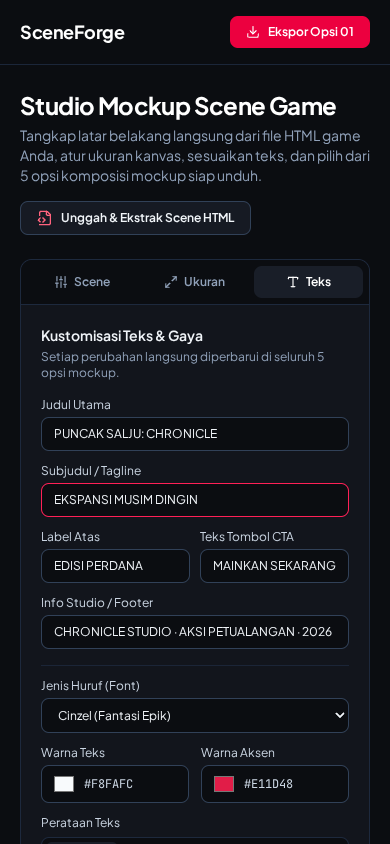 SceneForge
Ekspor Opsi 01
Studio Mockup Scene Game
Tangkap latar belakang langsung dari file HTML game
Anda, atur ukuran kanvas, sesuaikan teks, dan pilih dari
5 opsi komposisi mockup siap unduh.
Unggah & Ekstrak Scene HTML
Scene
Ukuran
Teks
Kustomisasi Teks & Gaya
Setiap perubahan langsung diperbarui di seluruh 5
opsi mockup.
Judul Utama
PUNCAK SALJU: CHRONICLE
Subjudul / Tagline
EKSPANSI MUSIM DINGIN
Label Atas
Teks Tombol CTA
EDISI PERDANA
MAINKAN SEKARANG
Info Studio / Footer
CHRONICLE STUDIO · AKSI PETUALANGAN · 2026
Jenis Huruf (Font)
Cinzel (Fantasi Epik)
Warna Teks
Warna Aksen
#F8FAFC
#E11D48
Perataan Teks